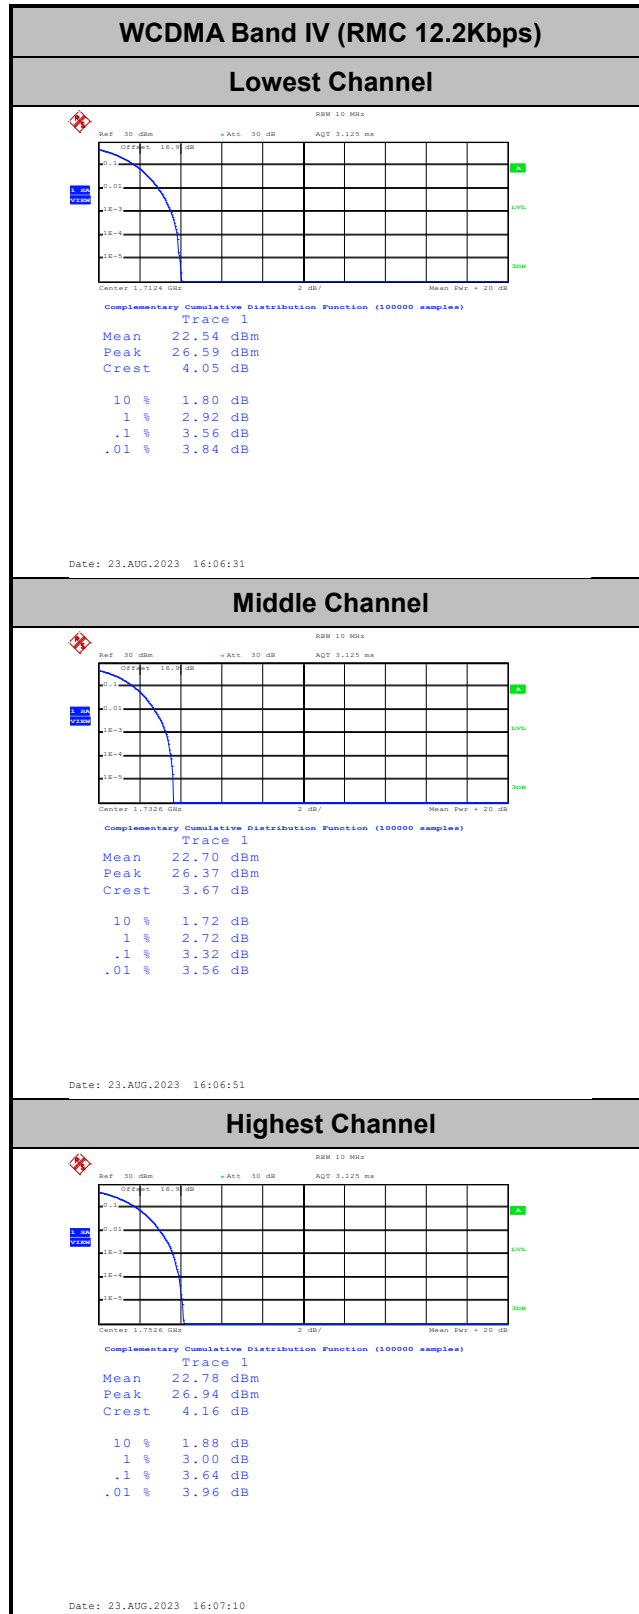 WCDMA Band IV (RMC 12.2Kbps)
Lowest Channel
RBW 10 MHz
Ref 30 dBm *Att 30 dB AQT 3.125 ms
Offset 16.9 dB
0.1
A
0.01
1 SA
VIEW
1E-3
LVL
1E-4
1E-5
3DB
Center 1.7124 GHz 2 dB/ Mean Pwr + 20 dB
Complementary Cumulative Distribution Function (100000 samples)
Trace 1
Mean 22.54 dBm
Peak 26.59 dBm
Crest 4.05 dB
10 % 1.80 dB
1 % 2.92 dB
.1 % 3.56 dB
.01 % 3.84 dB
Date: 23.AUG.2023 16:06:31
Middle Channel
RBW 10 MHz
Ref 30 dBm *Att 30 dB AQT 3.125 ms
Offset 16.9 dB
0.1
A
0.01
1 SA
VIEW
1E-3
LVL
1E-4
1E-5
3DB
Center 1.7326 GHz 2 dB/ Mean Pwr + 20 dB
Complementary Cumulative Distribution Function (100000 samples)
Trace 1
Mean 22.70 dBm
Peak 26.37 dBm
Crest 3.67 dB
10 % 1.72 dB
1 % 2.72 dB
.1 % 3.32 dB
.01 % 3.56 dB
Date: 23.AUG.2023 16:06:51
Highest Channel
RBW 10 MHz
Ref 30 dBm *Att 30 dB AQT 3.125 ms
Offset 16.9 dB
0.1
A
0.01
1 SA
VIEW
1E-3
LVL
1E-4
1E-5
3DB
Center 1.7526 GHz 2 dB/ Mean Pwr + 20 dB
Complementary Cumulative Distribution Function (100000 samples)
Trace 1
Mean 22.78 dBm
Peak 26.94 dBm
Crest 4.16 dB
10 % 1.88 dB
1 % 3.00 dB
.1 % 3.64 dB
.01 % 3.96 dB
Date: 23.AUG.2023 16:07:10